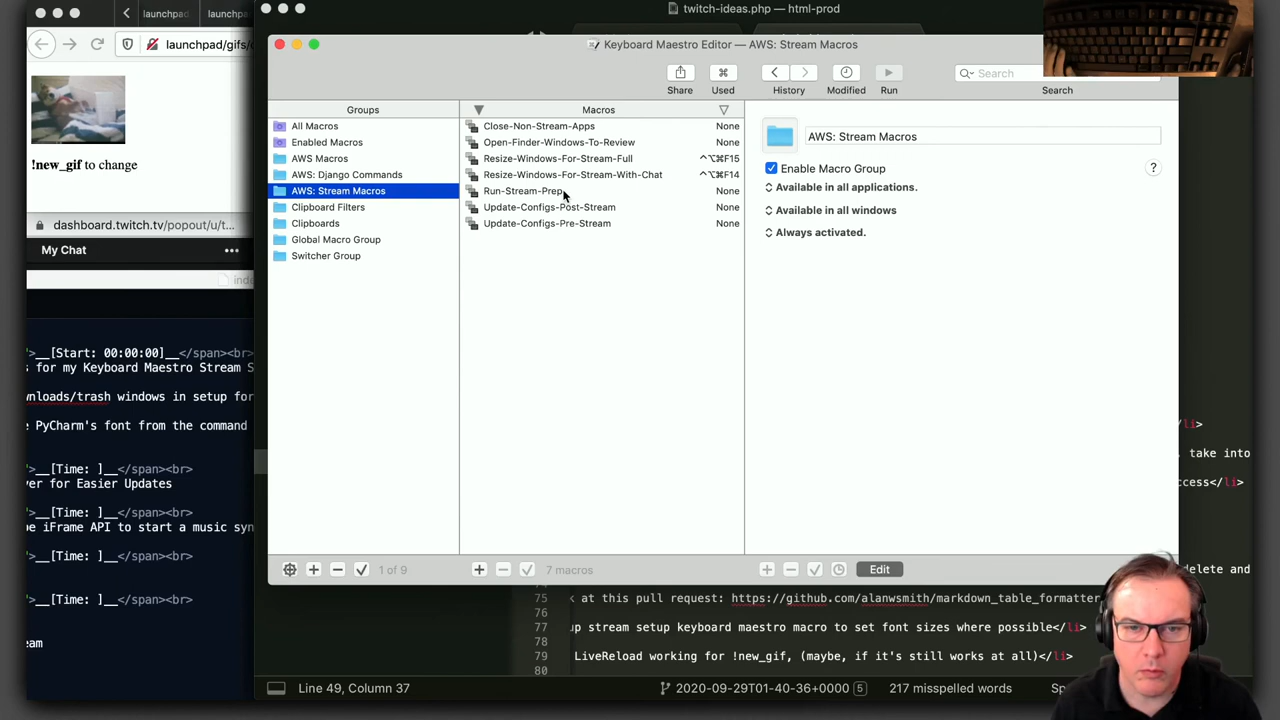 launchpad
launchpad
launchpad/gifs/
!new_gif to change
dashboard.twitch.tv/popout/u/t...
My Chat
>__[Start: 00:00:00]__</span><br>
s for my Keyboard Maestro Stream S
wnloads/trash windows in setup for
e PyCharm's font from the command
>__[Time: ]__</span><br>
ver for Easier Updates
>__[Time: ]__</span><br>
be iFrame API to start a music syn
>__[Time: ]__</span><br>
>__[Time: ]__</span><br>
eam
twitch-ideas.php — html-prod
Keyboard Maestro Editor — AWS: Stream Macros
Share
Used
History
Modified
Run
Search
Search
Groups
All Macros
Enabled Macros
AWS Macros
AWS: Django Commands
AWS: Stream Macros
Clipboard Filters
Clipboards
Global Macro Group
Switcher Group
1 of 9
Macros
Close-Non-Stream-Apps None
Open-Finder-Windows-To-Review None
Resize-Windows-For-Stream-Full ^⌥⌘F15
Resize-Windows-For-Stream-With-Chat ^⌥⌘F14
Run-Stream-Prep None
Update-Configs-Post-Stream None
Update-Configs-Pre-Stream None
7 macros
AWS: Stream Macros
Enable Macro Group
?
Available in all applications.
Available in all windows
Always activated.
Edit
</li>
, take into
ccess</li>
delete and
75 k at this pull request: https://github.com/alanwsmith/markdown_table_formatter
76
77 up stream setup keyboard maestro macro to set font sizes where possible</li>
78
79 LiveReload working for !new_gif, (maybe, if it's still works at all)</li>
80
Line 49, Column 37
2020-09-29T01-40-36+0000 5
217 misspelled words
Sp